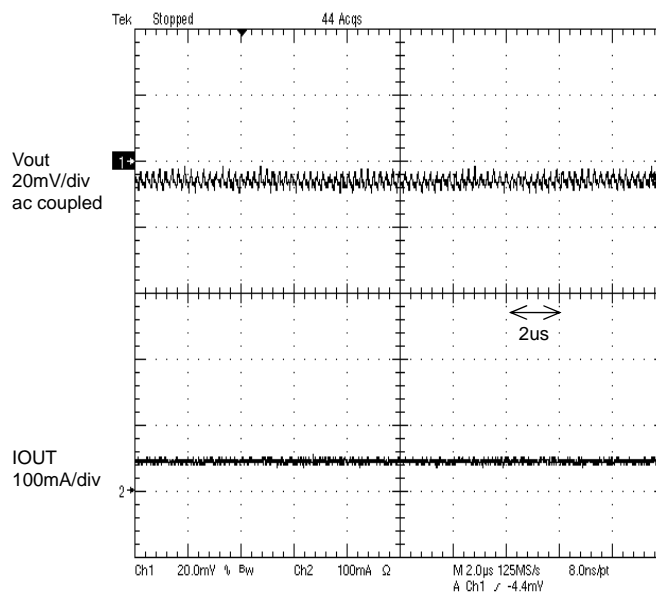 Tek Stopped 44 Acqs
1
Vout
20mV/div
ac coupled
2us
IOUT
100mA/div
2
Ch1 20.0mV % Bw Ch2 100mA Ω M 2.0µs 125MS/s 8.0ns/pt
A Ch1 ∕ -4.4mV